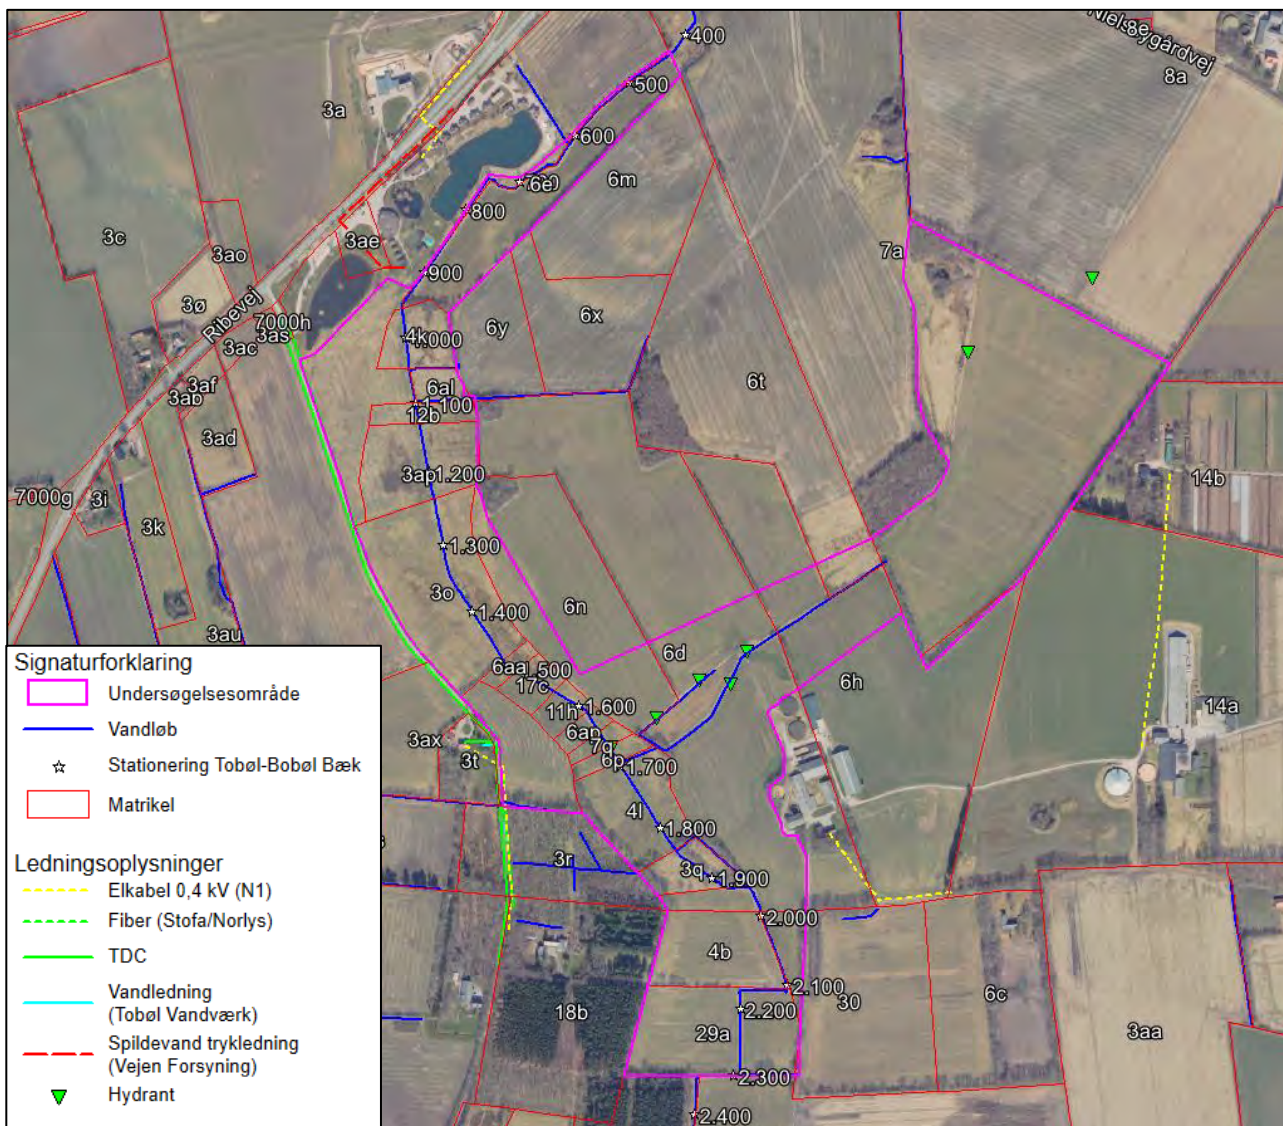 400
Nielsbygårdvej
8e
8a
500
3a
600
7a
6e
6m
800
3ae
3c
3ao
900
3ø
Ribevej
7000h
3as
3ac
4k
1.000
6y
6x
6t
3af
3ab
6al
1.100
12b
3ad
3ap
1.200
14b
7000g
3i
3k
1.300
3o
1.400
6n
3au
6d
6h
6aa
1.500
17c
11h
1.600
6ap
7q
6p
1.700
14a
3ax
3t
4l
1.800
3r
3q
1.900
2.000
4b
2.100
30
6c
2.200
29a
18b
3aa
2.300
2.400
Signaturforklaring
Undersøgelsesområde
Vandløb
Stationering Tobøl-Bobøl Bæk
Matrikel
Ledningsoplysninger
Elkabel 0,4 kV (N1)
Fiber (Stofa/Norlys)
TDC
Vandledning
(Tobøl Vandværk)
Spildevand trykledning
(Vejen Forsyning)
Hydrant